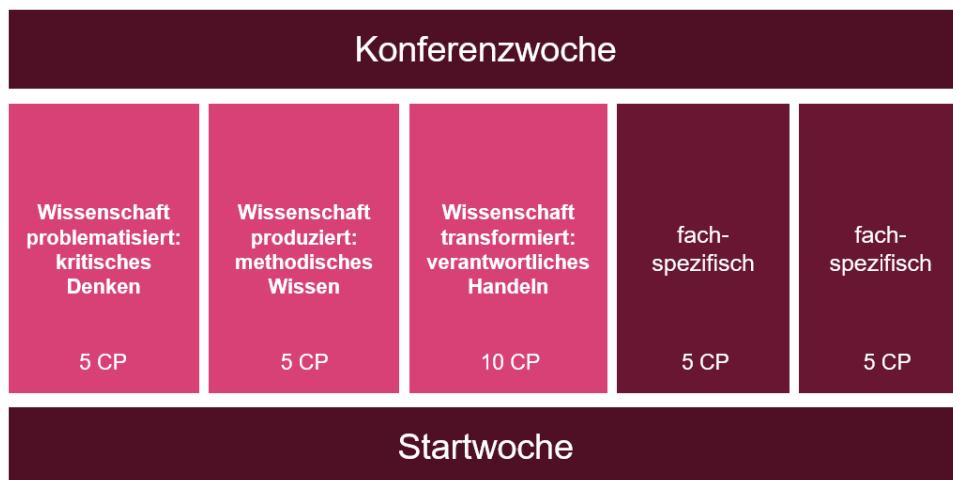 Konferenzwoche
Wissenschaft
problematisiert:
kritisches
Denken
5 CP
Wissenschaft
produziert:
methodisches
Wissen
5 CP
Wissenschaft
transformiert:
verantwortliches
Handeln
10 CP
fach-
spezifisch
5 CP
fach-
spezifisch
5 CP
Startwoche